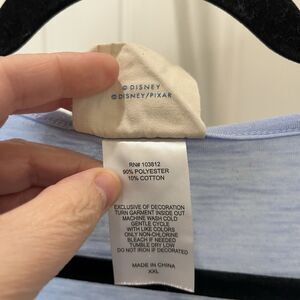 © DISNEY
© DISNEY/PIXAR
RN# 103812
90% POLYESTER
10% COTTON
EXCLUSIVE OF DECORATION
TURN GARMENT INSIDE OUT
MACHINE WASH COLD
GENTLE CYCLE
WITH LIKE COLORS
ONLY NON-CHLORINE
BLEACH IF NEEDED
TUMBLE DRY LOW
DO NOT IRON IF DECORATED
MADE IN CHINA
XXL